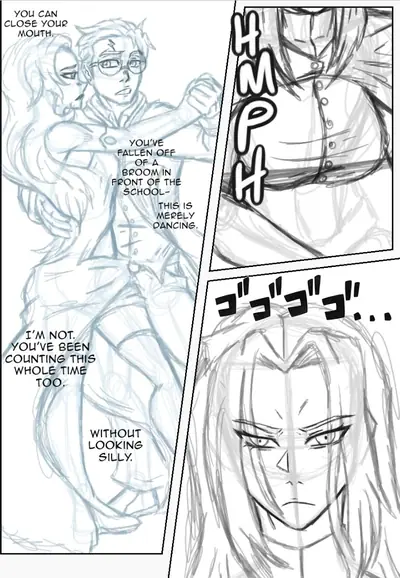 YOU CAN
CLOSE YOUR
MOUTH.
YOU'VE
FALLEN OFF
OF A
BROOM IN
FRONT OF THE
SCHOOL-
THIS IS
MERELY
DANCING.
I'M NOT.
YOU'VE BEEN
COUNTING THIS
WHOLE TIME
TOO.
WITHOUT
LOOKING
SILLY.
HMPH
ゴゴゴゴ...